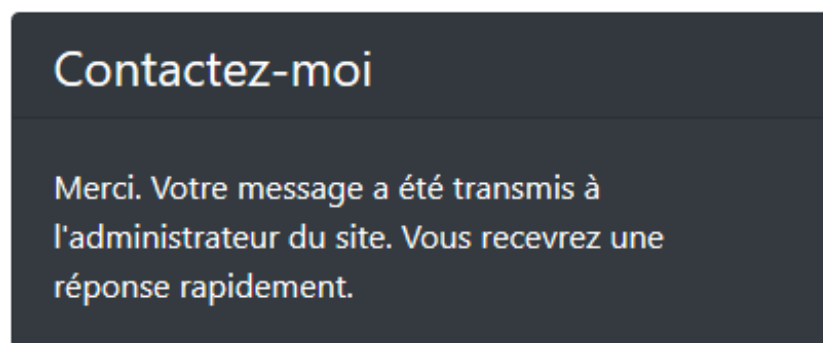 Contactez-moi
Merci. Votre message a été transmis à
l'administrateur du site. Vous recevrez une
réponse rapidement.